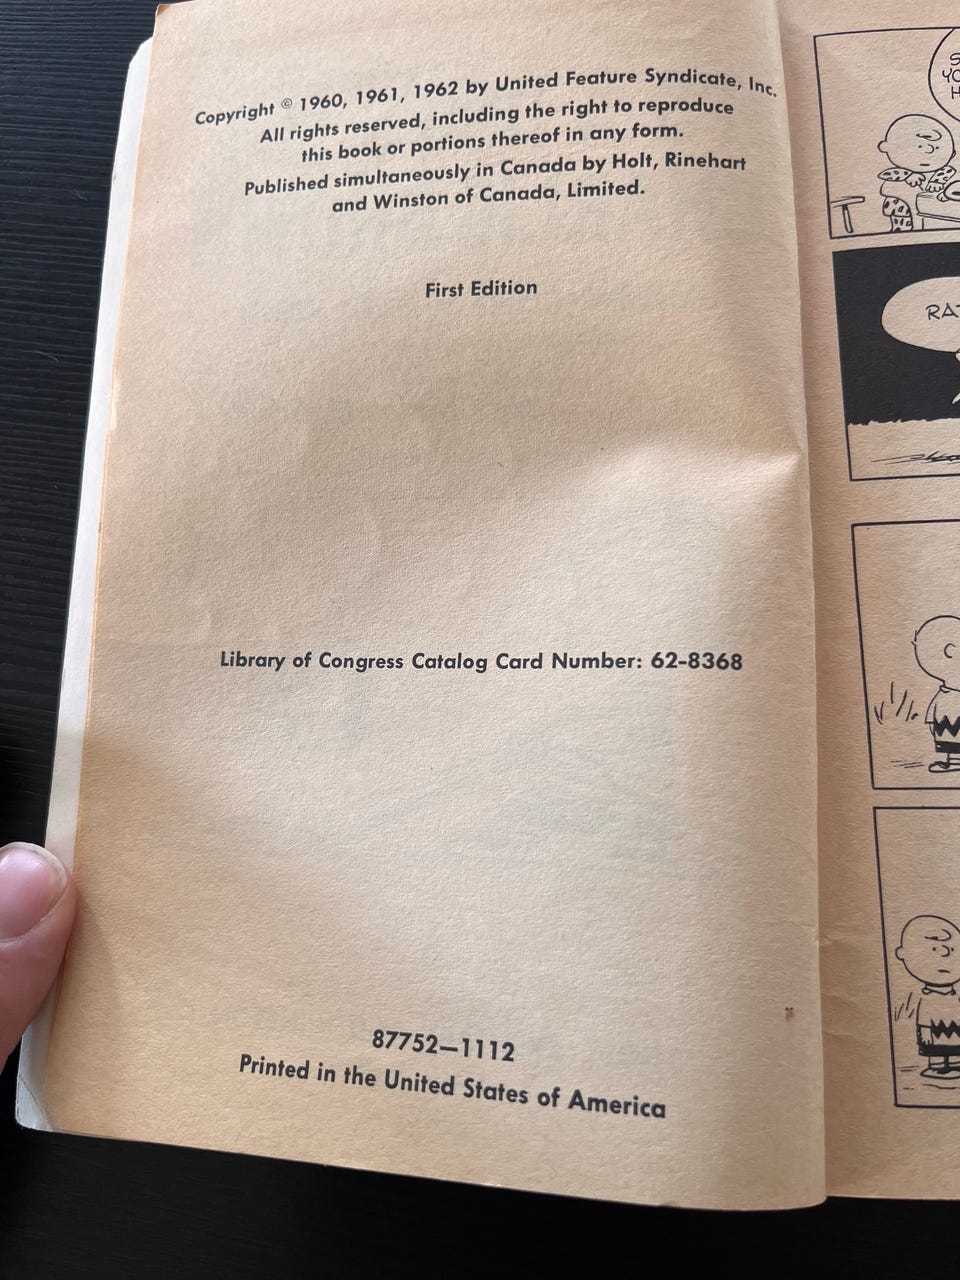 Copyright © 1960, 1961, 1962 by United Feature Syndicate, Inc.
All rights reserved, including the right to reproduce
this book or portions thereof in any form.
Published simultaneously in Canada by Holt, Rinehart
and Winston of Canada, Limited.
First Edition
Library of Congress Catalog Card Number: 62-8368
87752—1112
Printed in the United States of America